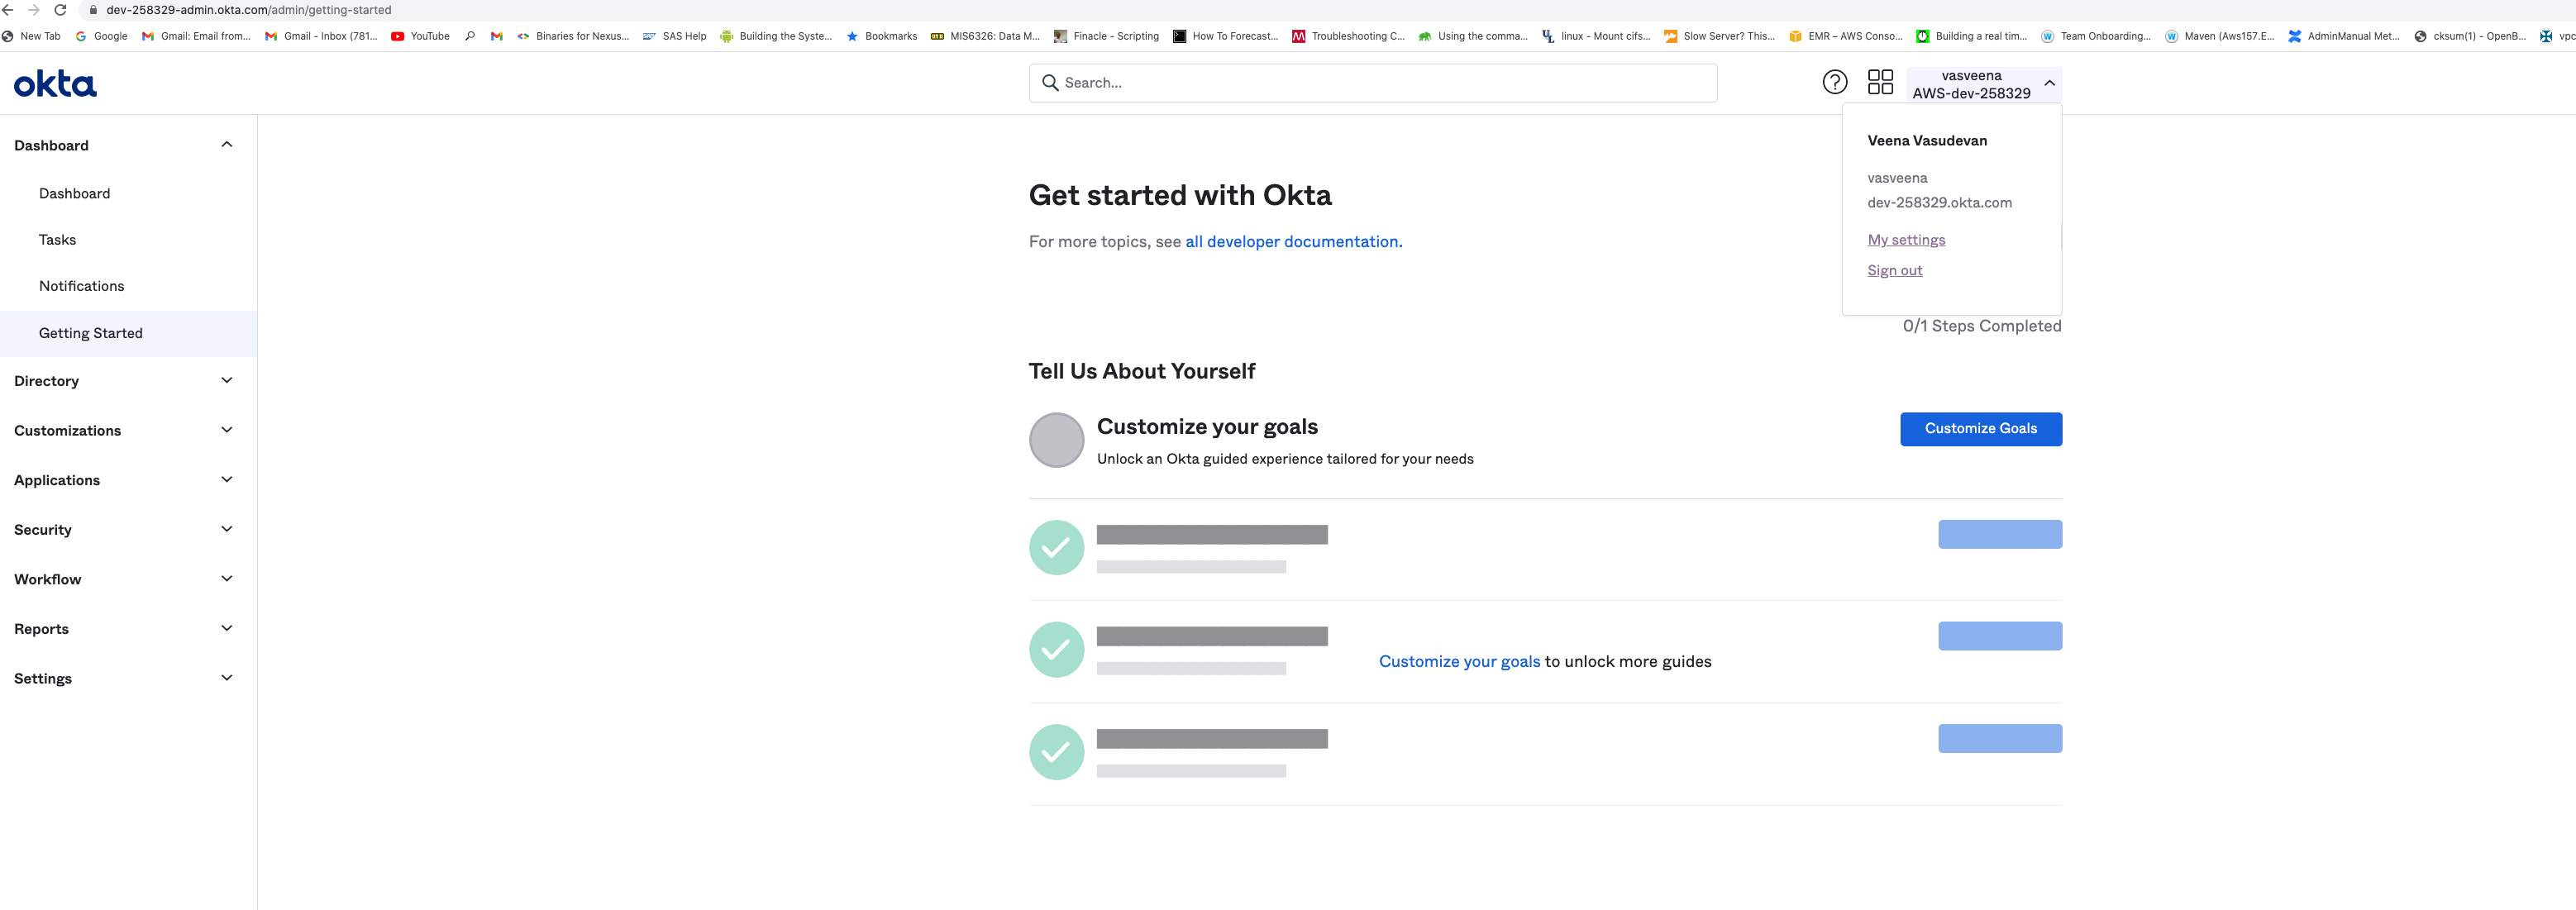 dev-258329-admin.okta.com/admin/getting-started
New Tab Google Gmail: Email from... Gmail - Inbox (781... YouTube Binaries for Nexus... SAS Help Building the Syste... Bookmarks MIS6326: Data M... Finacle - Scripting How To Forecast... Troubleshooting C... Using the comma... linux - Mount cifs... Slow Server? This... EMR – AWS Conso... Building a real tim... Team Onboarding... Maven (Aws157.E... AdminManual Met... cksum(1) - OpenB... vpc
okta
Search...
vasveena
AWS-dev-258329
Veena Vasudevan
vasveena
dev-258329.okta.com
My settings
Sign out
Dashboard
Dashboard
Tasks
Notifications
Getting Started
Directory
Customizations
Applications
Security
Workflow
Reports
Settings
Get started with Okta
For more topics, see all developer documentation.
0/1 Steps Completed
Tell Us About Yourself
Customize your goals
Unlock an Okta guided experience tailored for your needs
Customize Goals
Customize your goals to unlock more guides